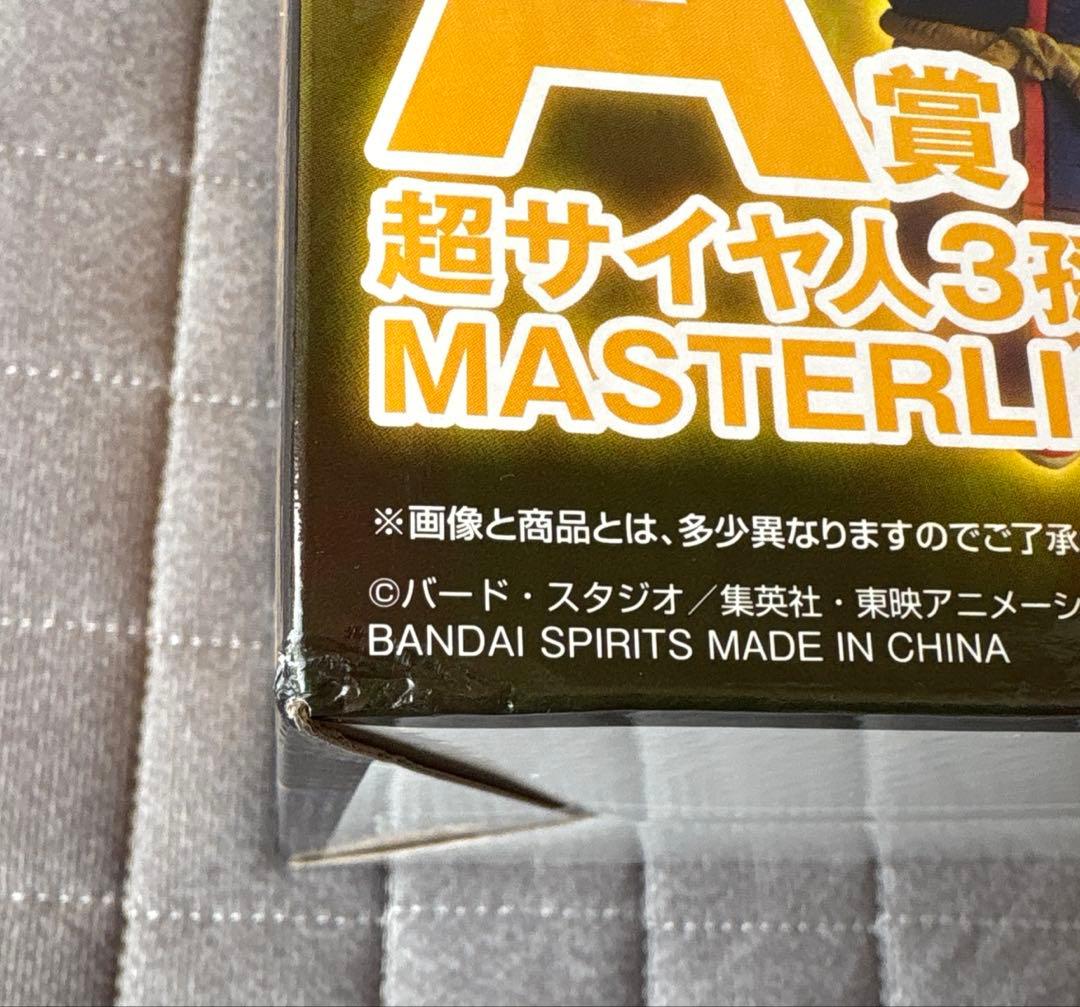 A賞
超サイヤ人3孫
MASTERLI
※画像と商品とは、多少異なりますのでご了承
©バード・スタジオ／集英社・東映アニメーシ
BANDAI SPIRITS MADE IN CHINA